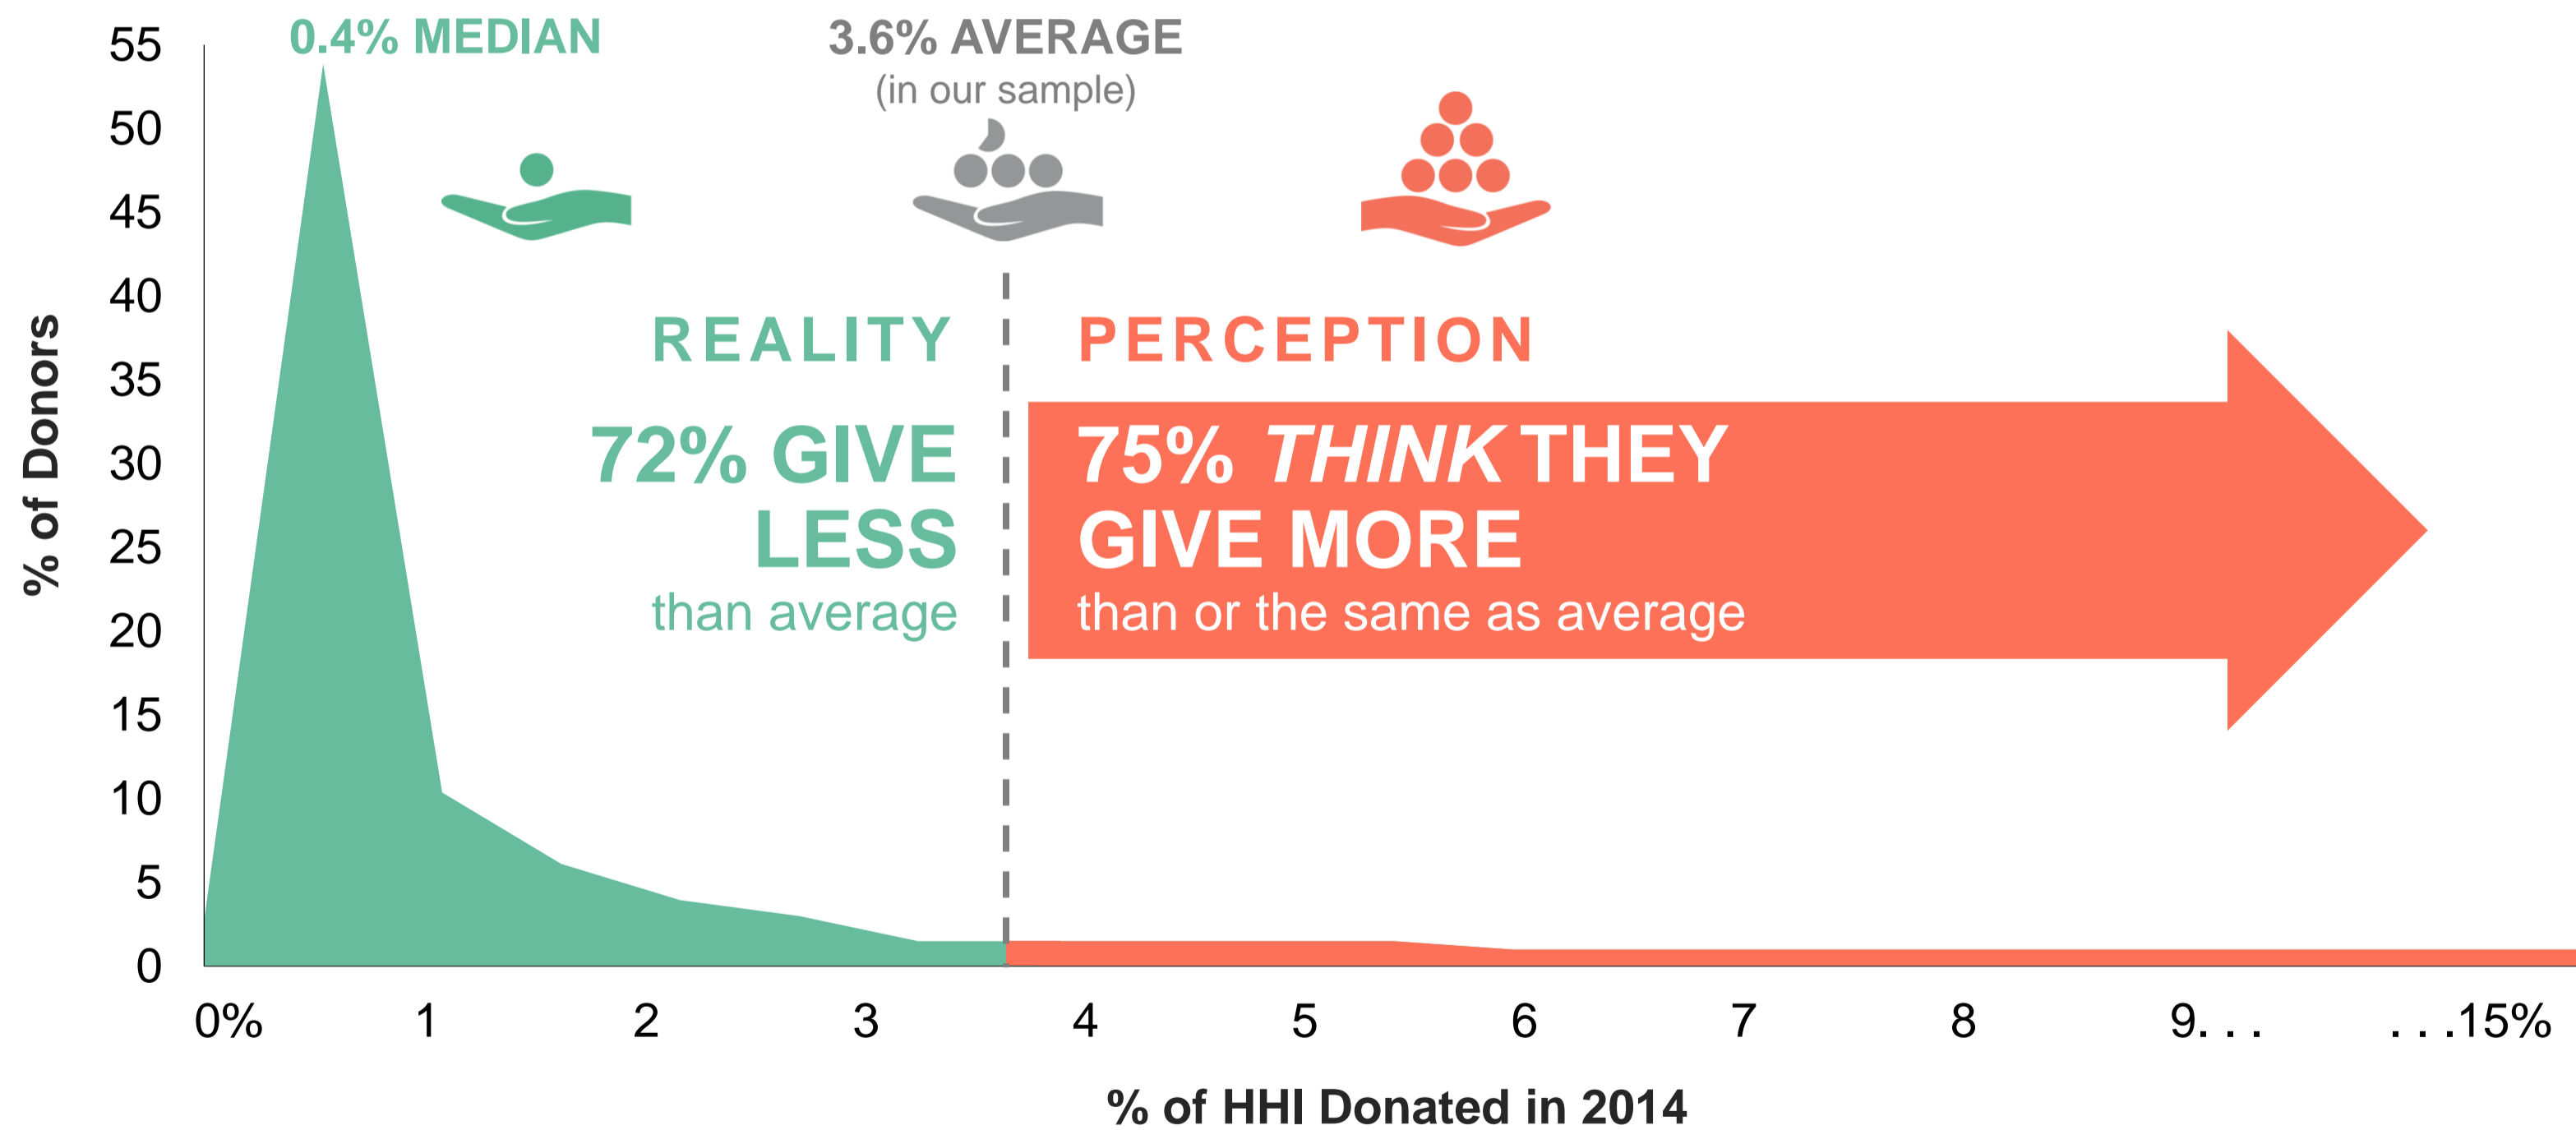 0.4% MEDIAN
3.6% AVERAGE
(in our sample)
55
50
45
40
35
30
25
20
15
10
5
0
% of Donors
REALITY
72% GIVE
LESS
than average
PERCEPTION
75% THINK THEY
GIVE MORE
than or the same as average
0% 1 2 3 4 5 6 7 8 9. . . . . .15%
% of HHI Donated in 2014